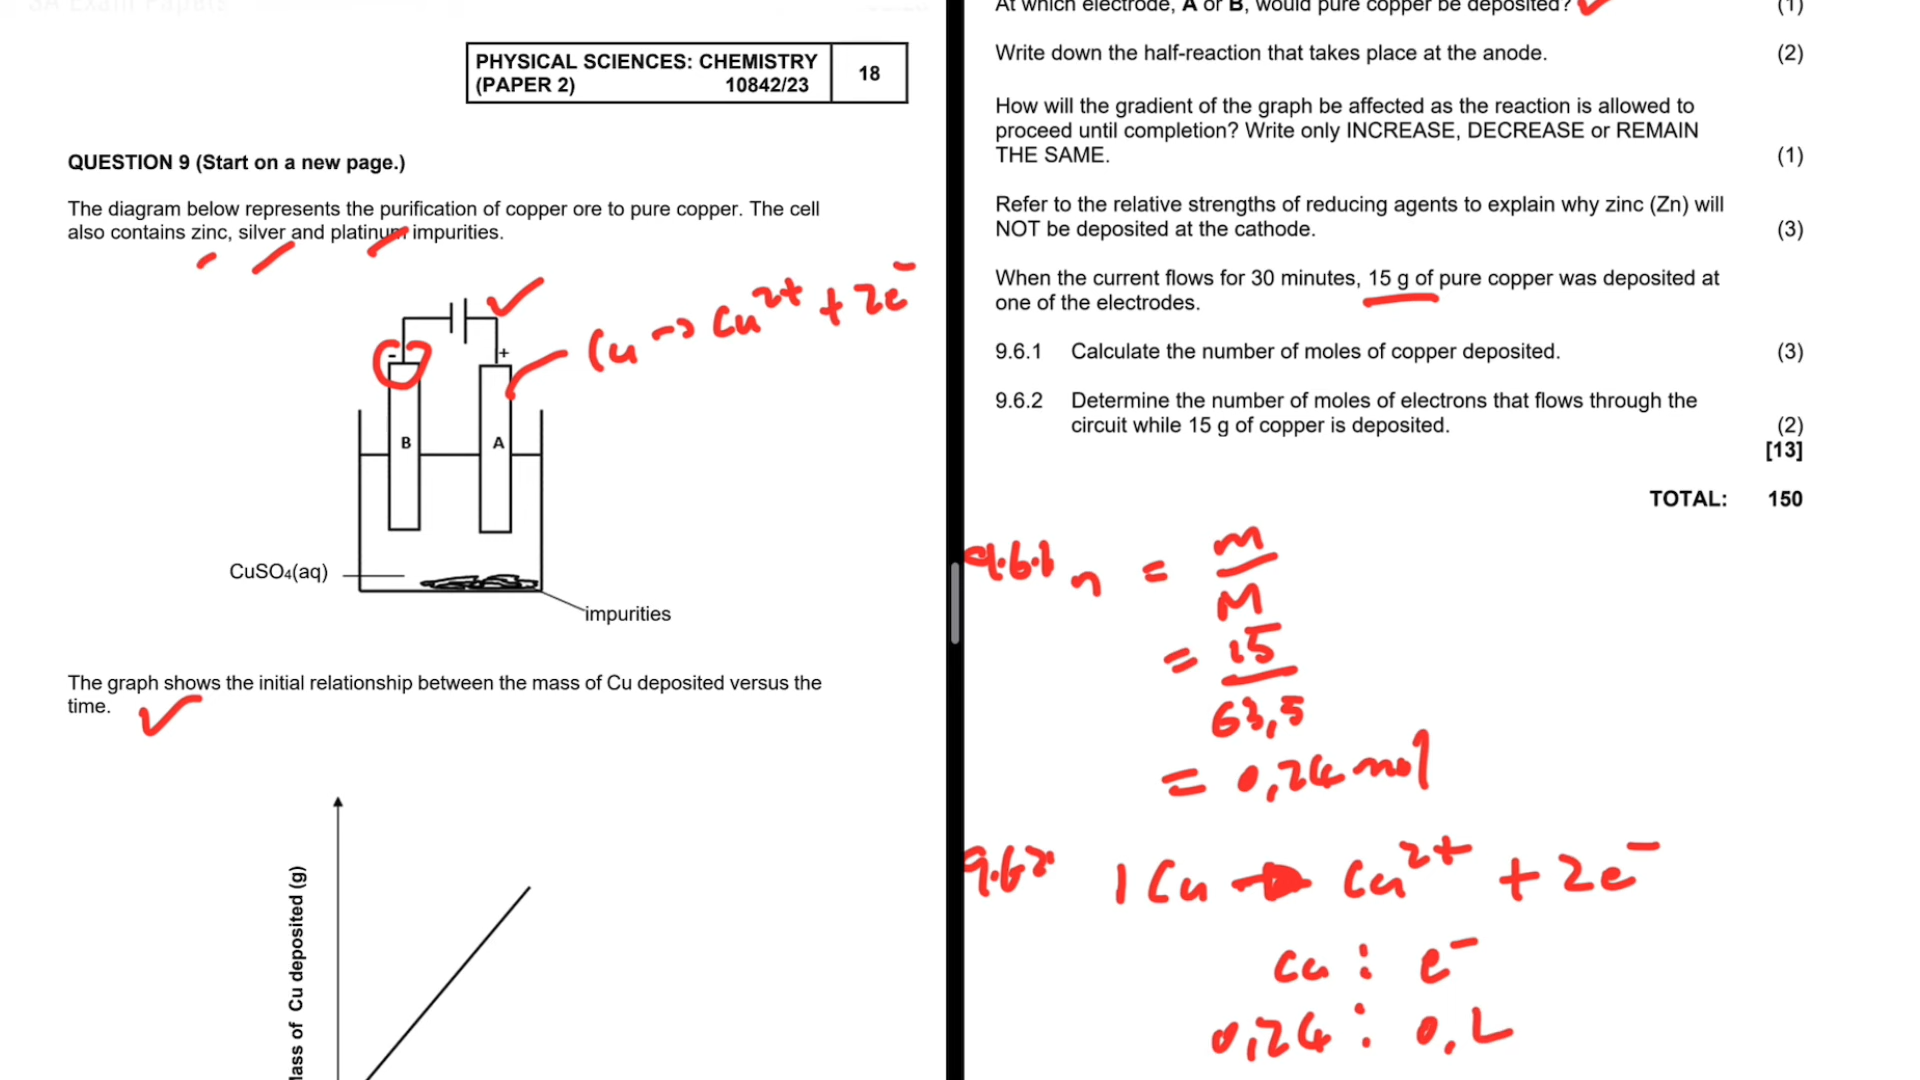 SA Exam Papers
PHYSICAL SCIENCES: CHEMISTRY
(PAPER 2) 10842/23
18
QUESTION 9 (Start on a new page.)
The diagram below represents the purification of copper ore to pure copper. The cell
also contains zinc, silver and platinum impurities.
Cu → Cu²⁺ + 2e⁻
- +
B A
CuSO₄(aq)
impurities
The graph shows the initial relationship between the mass of Cu deposited versus the
time.
Mass of Cu deposited (g)
At which electrode, A or B, would pure copper be deposited? (1)
Write down the half-reaction that takes place at the anode. (2)
How will the gradient of the graph be affected as the reaction is allowed to
proceed until completion? Write only INCREASE, DECREASE or REMAIN
THE SAME. (1)
Refer to the relative strengths of reducing agents to explain why zinc (Zn) will
NOT be deposited at the cathode. (3)
When the current flows for 30 minutes, 15 g of pure copper was deposited at
one of the electrodes.
9.6.1 Calculate the number of moles of copper deposited. (3)
9.6.2 Determine the number of moles of electrons that flows through the
circuit while 15 g of copper is deposited. (2)
[13]
TOTAL: 150
9.6.1 n = m
M
= 15
63,5
= 0,24 mol
9.6.2 1Cu → Cu²⁺ + 2e⁻
Cu : e⁻
0,24 : 0,